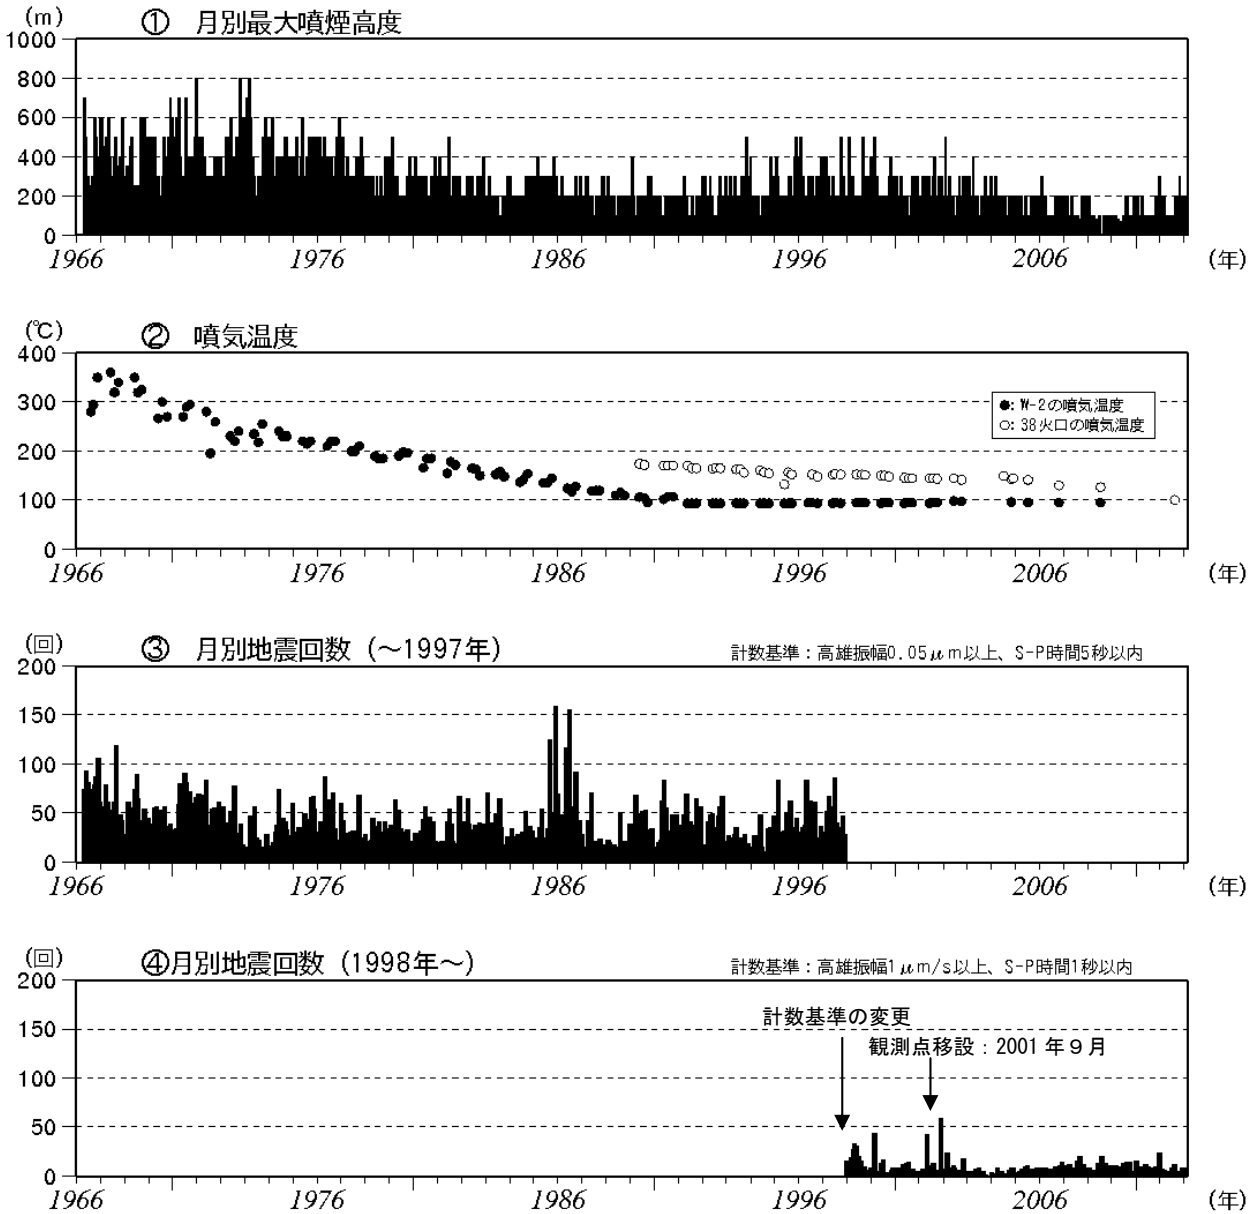 (m)
① 月別最大噴煙高度
1000
800
600
400
200
0
1966 1976 1986 1996 2006 (年)
(℃)
② 噴気温度
400
300
200
100
0
●: W-2の噴気温度
○: 38火口の噴気温度
1966 1976 1986 1996 2006 (年)
(回)
③ 月別地震回数 (～1997年)
計数基準：高雄振幅0.05μm以上、S-P時間5秒以内
200
150
100
50
0
1966 1976 1986 1996 2006 (年)
(回)
④月別地震回数 (1998年～)
計数基準：高雄振幅1μm/s以上、S-P時間1秒以内
200
150
100
50
0
計数基準の変更
観測点移設：2001年９月
1966 1976 1986 1996 2006 (年)